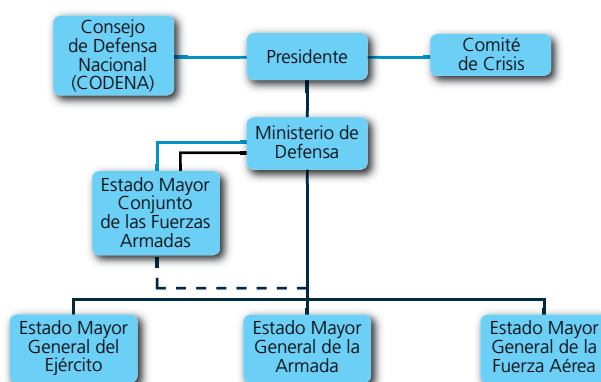 Consejo
de Defensa
Nacional
(CODENA)
Presidente
Comité
de Crisis
Ministerio de
Defensa
Estado Mayor
Conjunto
de las Fuerzas
Armadas
Estado Mayor
General del
Ejército
Estado Mayor
General de la
Armada
Estado Mayor
General de la
Fuerza Aérea